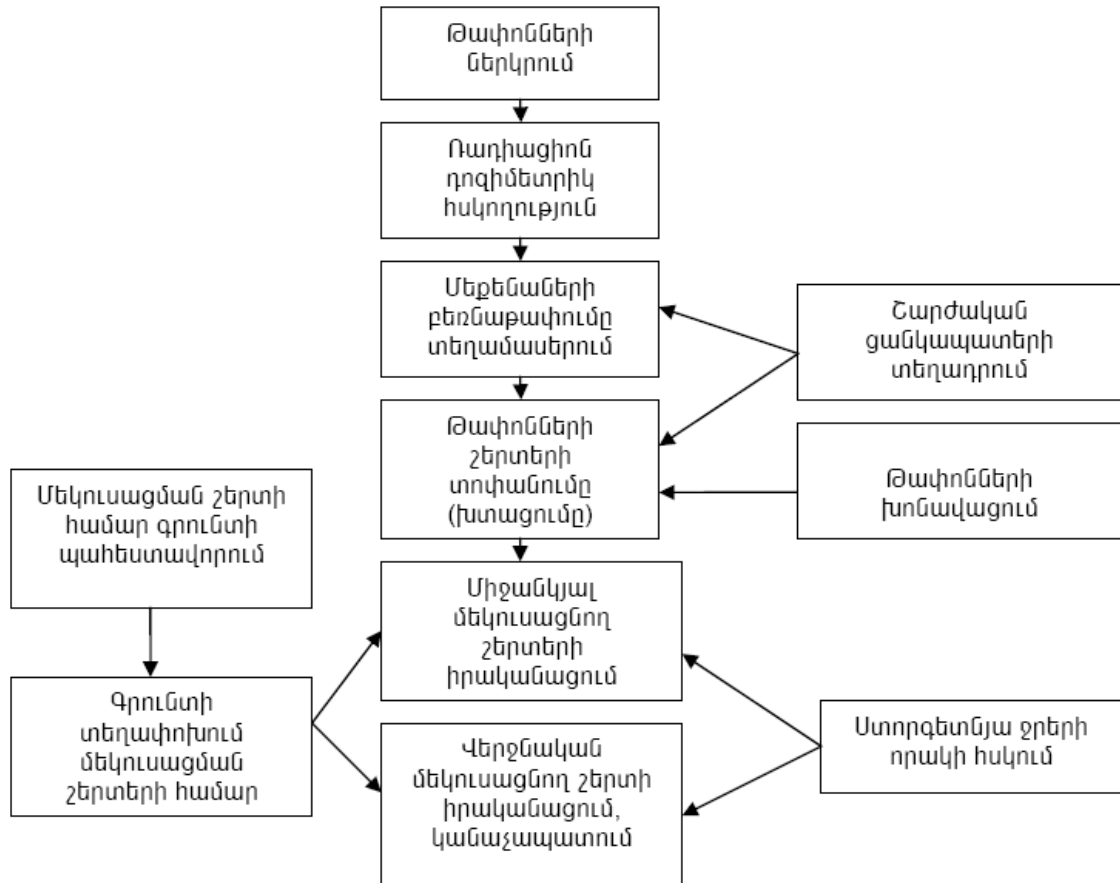 Թափոնների
ներկրում
Ռադիացիոն
դոզիմետրիկ
հսկողություն
Մեքենաների
բեռնաթափումը
տեղամասերում
Շարժական
ցանկապատերի
տեղադրում
Թափոնների
շերտերի
տոփանումը
(խտացումը)
Թափոնների
խոնավացում
Մեկուսացման շերտի
համար գրունտի
պահեստավորում
Միջանկյալ
մեկուսացնող
շերտերի
իրականացում
Գրունտի
տեղափոխում
մեկուսացման
շերտերի համար
Ստորգետնյա ջրերի
որակի հսկում
Վերջնական
մեկուսացնող շերտի
իրականացում,
կանաչապատում